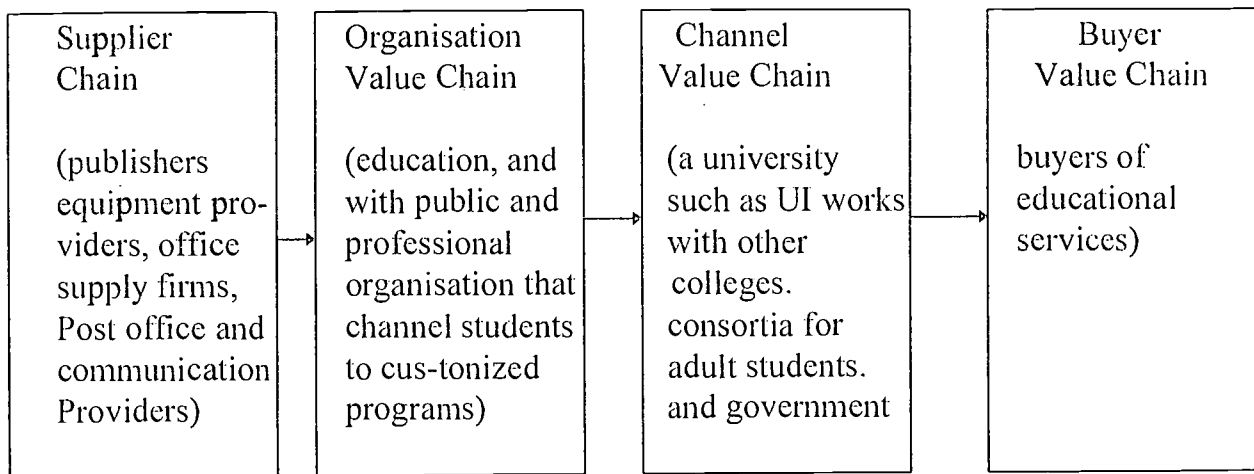 Supplier
Chain
(publishers
equipment pro-
viders, office
supply firms,
Post office and
communication
Providers)
Organisation
Value Chain
(education, and
with public and
professional
organisation that
channel students
to cus-tonized
programs)
Channel
Value Chain
(a university
such as UI works
with other
colleges.
consortia for
adult students.
and government
Buyer
Value Chain
buyers of
educational
services)